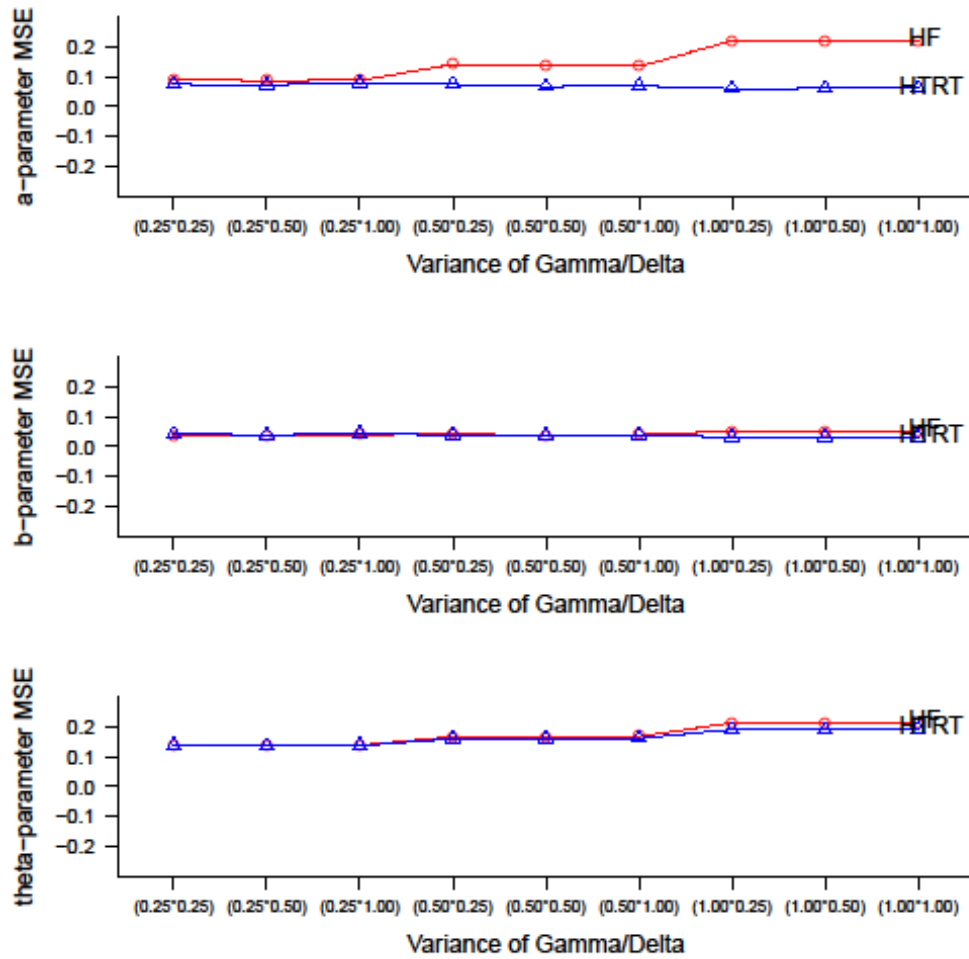 a-parameter MSE
0.2
0.1
0.0
-0.1
-0.2
HF
HTRT
(0.25*0.25) (0.25*0.50) (0.25*1.00) (0.50*0.25) (0.50*0.50) (0.50*1.00) (1.00*0.25) (1.00*0.50) (1.00*1.00)
Variance of Gamma/Delta
b-parameter MSE
0.2
0.1
0.0
-0.1
-0.2
HF
HTRT
(0.25*0.25) (0.25*0.50) (0.25*1.00) (0.50*0.25) (0.50*0.50) (0.50*1.00) (1.00*0.25) (1.00*0.50) (1.00*1.00)
Variance of Gamma/Delta
theta-parameter MSE
0.2
0.1
0.0
-0.1
-0.2
HF
HTRT
(0.25*0.25) (0.25*0.50) (0.25*1.00) (0.50*0.25) (0.50*0.50) (0.50*1.00) (1.00*0.25) (1.00*0.50) (1.00*1.00)
Variance of Gamma/Delta